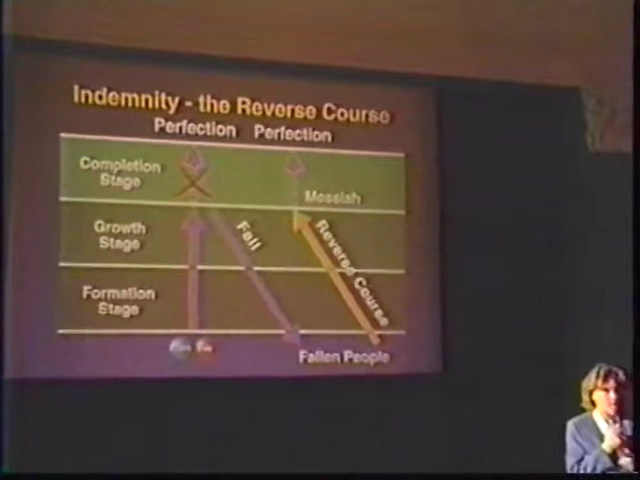 Indemnity - the Reverse Course
Perfection Perfection
Completion
Stage
Messiah
Growth
Stage
Fall
Reverse Course
Formation
Stage
Fallen People